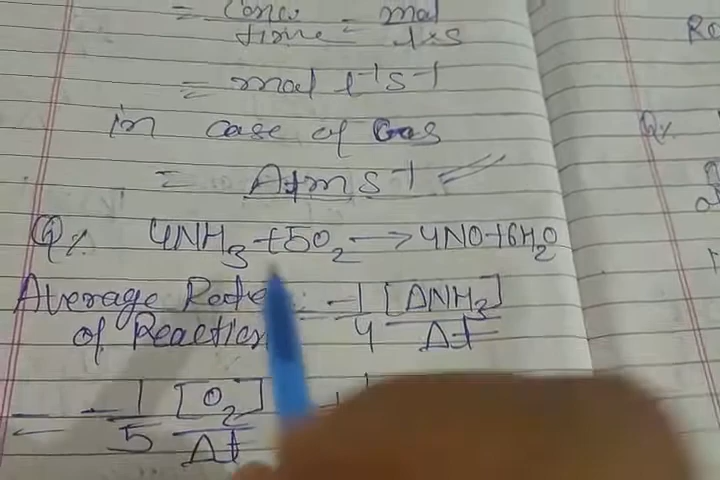 = Conc / time = mol / l×s
= mol l⁻¹s⁻¹
in case of Gas
= Atm s⁻¹
Q/. 4NH₃+5O₂→4NO+6H₂O
Average Rate of Reaction = -1/4 [ΔNH₃]/Δt
= -1/5 [O₂]/Δt